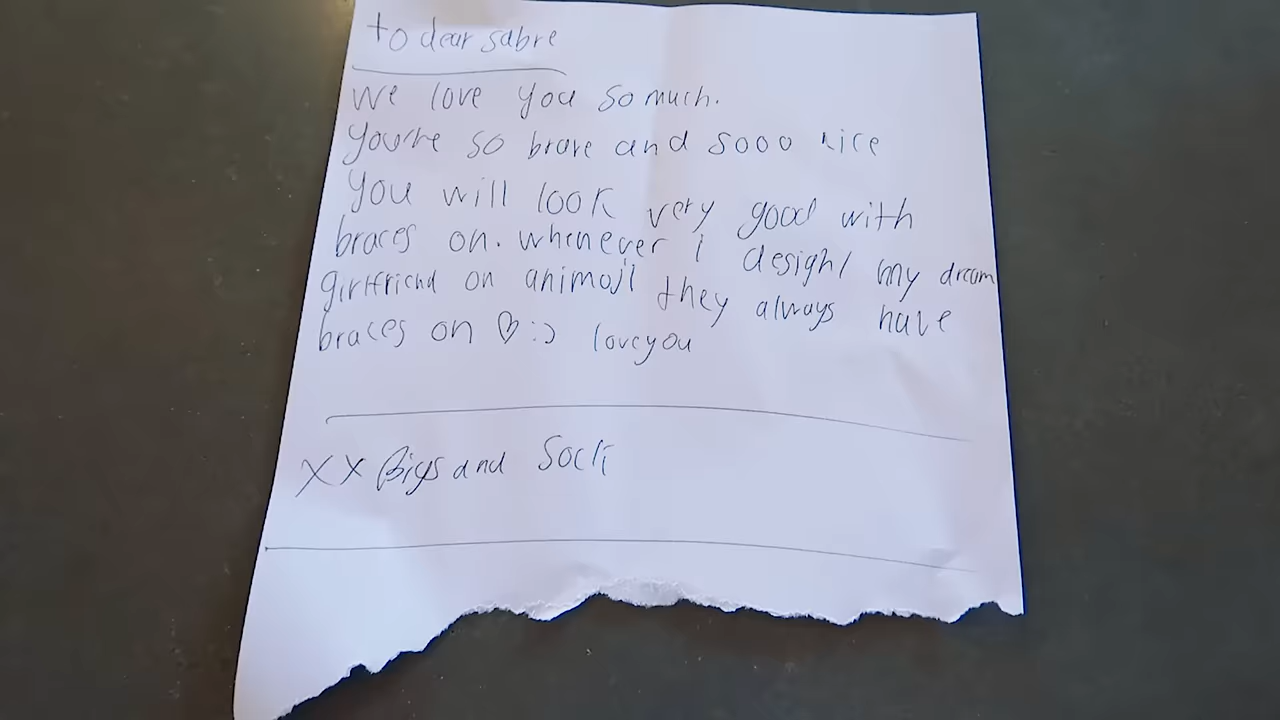 to dear sabre
We love you so much.
you're so brave and sooo nice
you will look very good with
braces on. whenever i design my dream
girlfriend on animoji they always have
braces on ♡:) love you
XX Bigs and Sock